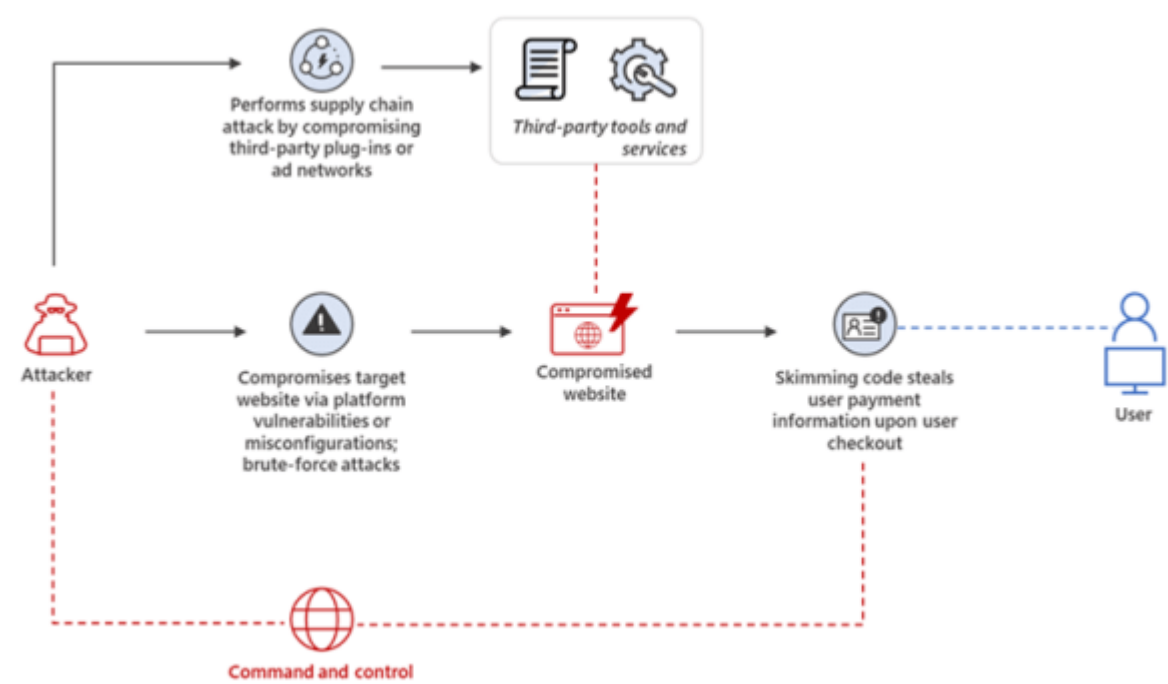 Performs supply chain
attack by compromising
third-party plug-ins or
ad networks
Third-party tools and
services
Attacker
Compromises target
website via platform
vulnerabilities or
misconfigurations;
brute-force attacks
Compromised
website
Skimming code steals
user payment
information upon user
checkout
User
Command and control